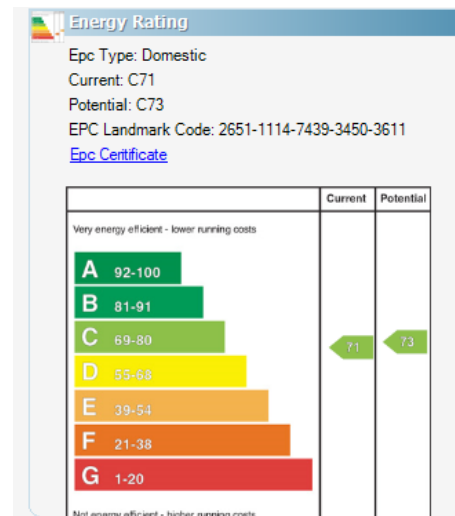 Energy Rating
Epc Type: Domestic
Current: C71
Potential: C73
EPC Landmark Code: 2651-1114-7439-3450-3611
Epc Ceritificate
Current Potential
Very energy efficient - lower running costs
A 92-100
B 81-91
C 69-80
71 73
D 55-68
E 39-54
F 21-38
G 1-20
Not energy efficient - higher running costs